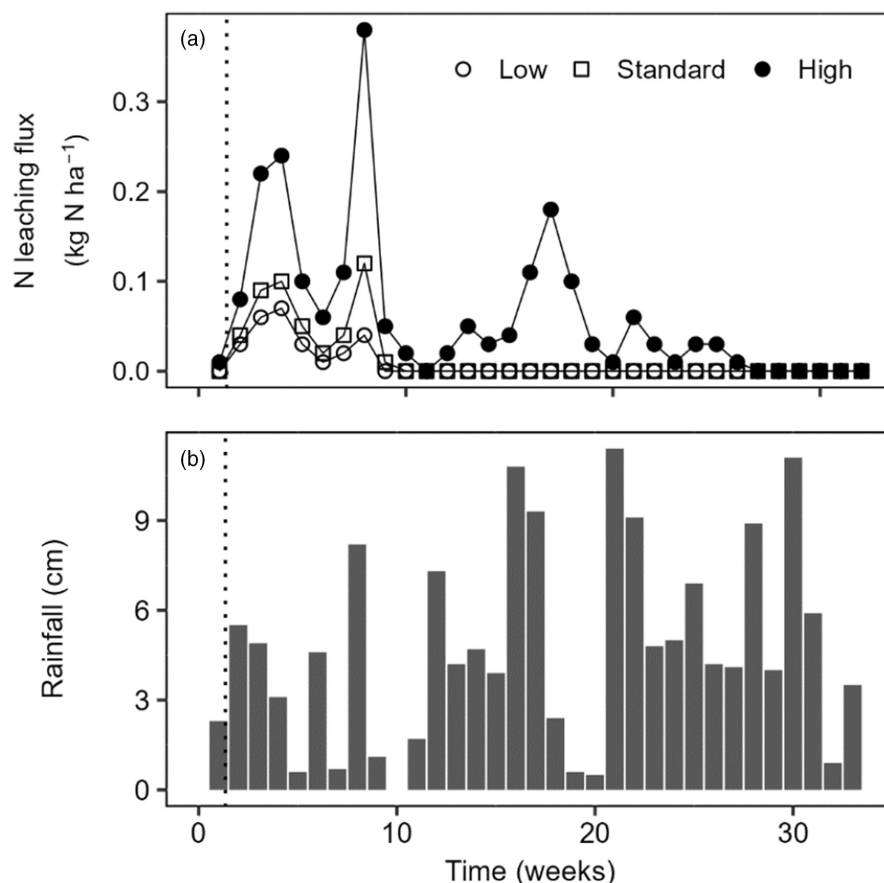 (a)
Low Standard High
N leaching flux
(kg N ha⁻¹)
0.3
0.2
0.1
0.0
(b)
Rainfall (cm)
9
6
3
0
0 10 20 30
Time (weeks)